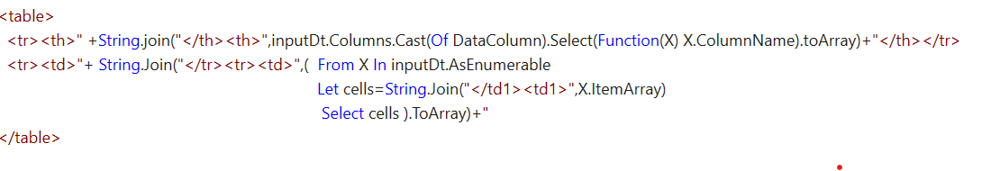 <table>
<tr><th>" +String.join("</th><th>",inputDt.Columns.Cast(Of DataColumn).Select(Function(X) X.ColumnName).toArray)+"</th></tr>
<tr><td>"+ String.Join("</tr><tr><td>",( From X In inputDt.AsEnumerable
Let cells=String.Join("</td1><td1>",X.ItemArray)
Select cells ).ToArray)+"
</table>